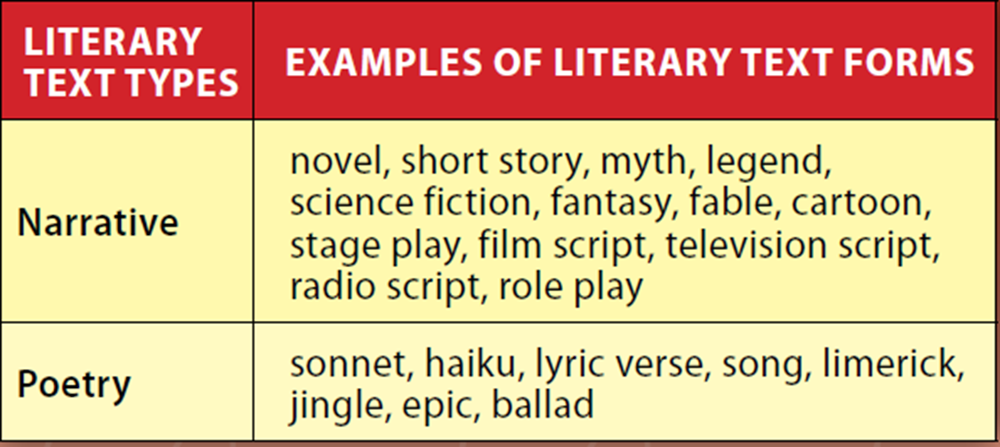 LITERARY
TEXT TYPES
EXAMPLES OF LITERARY TEXT FORMS
Narrative
novel, short story, myth, legend,
science fiction, fantasy, fable, cartoon,
stage play, film script, television script,
radio script, role play
Poetry
sonnet, haiku, lyric verse, song, limerick,
jingle, epic, ballad